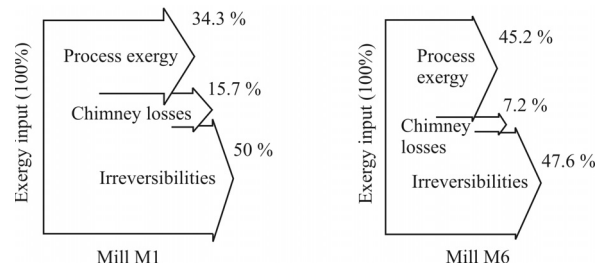 Exergy input (100%)
34.3 %
Process exergy
15.7 %
Chimney losses
50 %
Irreversibilities
Mill M1
Exergy input (100%)
45.2 %
Process
exergy
7.2 %
Chimney
losses
47.6 %
Irreversibilities
Mill M6